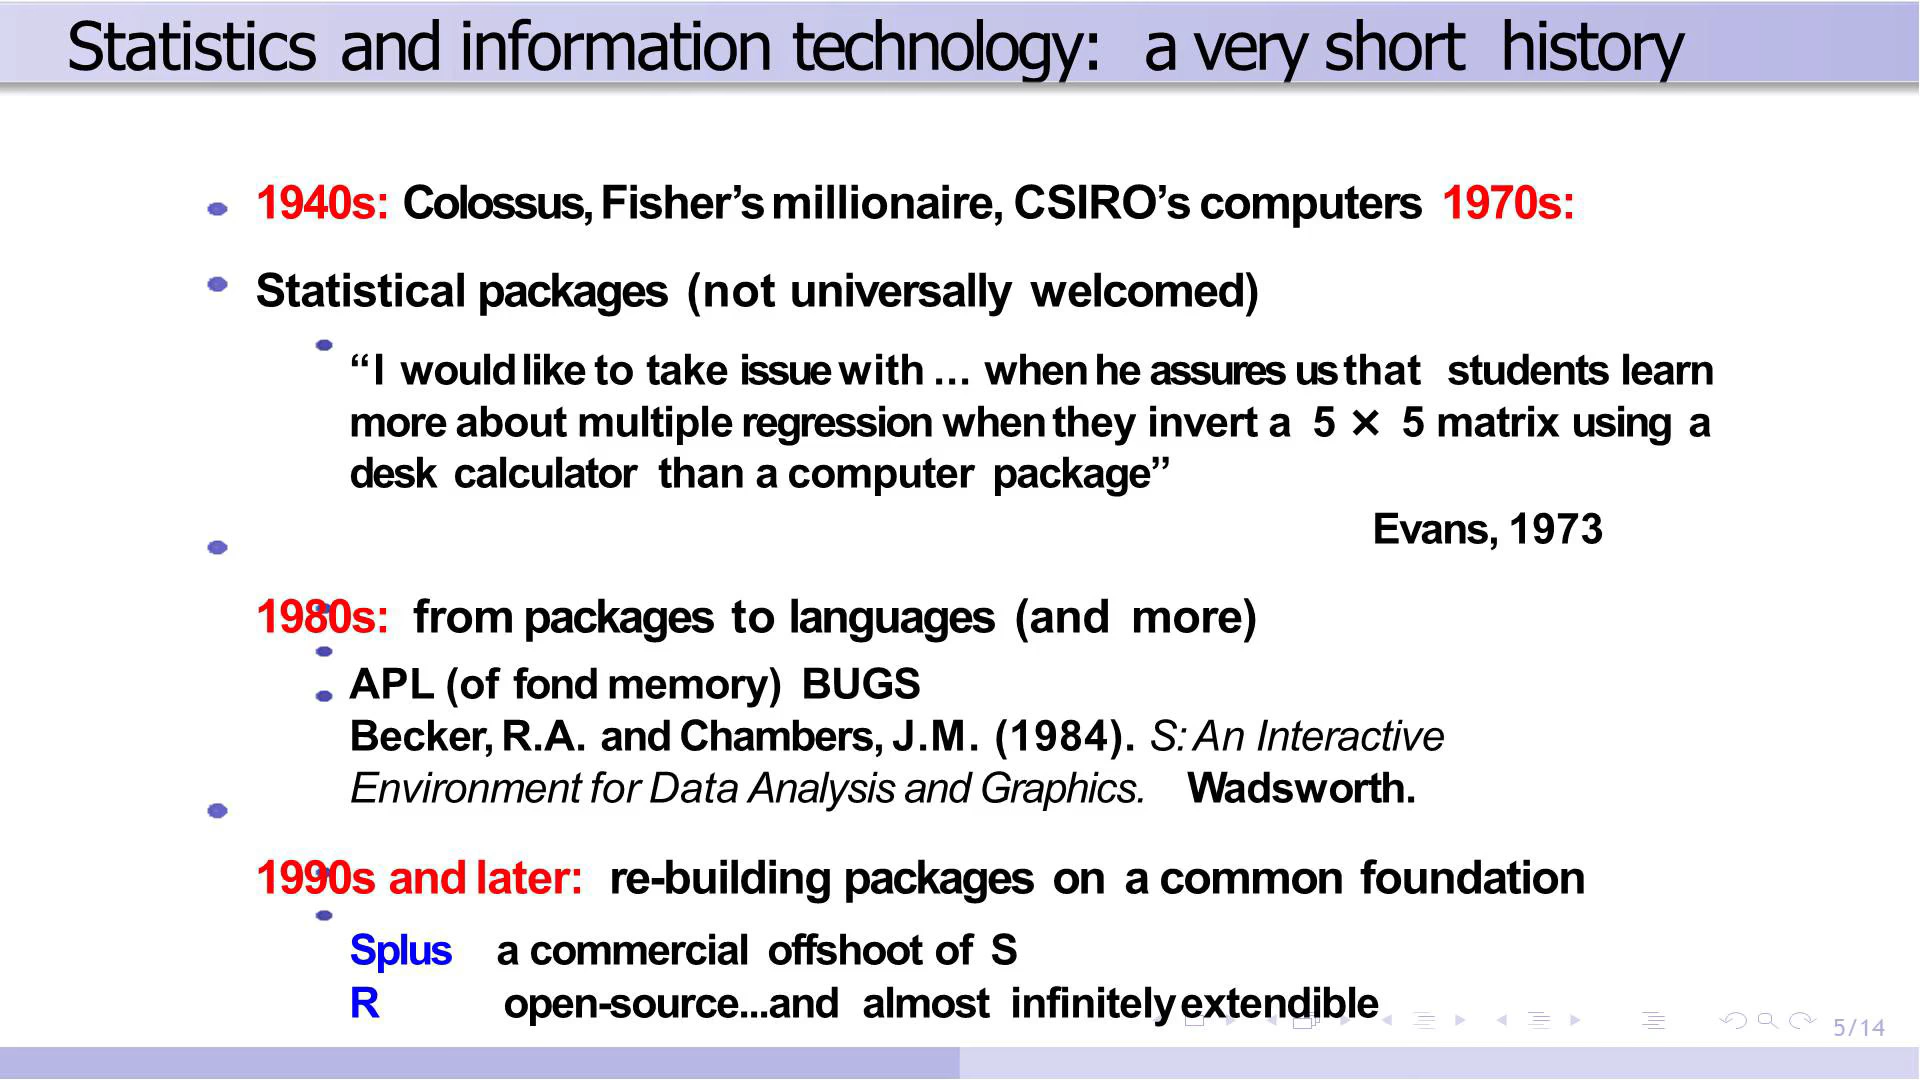 Statistics and information technology: a very short history
1940s: Colossus, Fisher’s millionaire, CSIRO’s computers 1970s:
Statistical packages (not universally welcomed)
“I would like to take issue with ... when he assures us that students learn
more about multiple regression when they invert a 5 × 5 matrix using a
desk calculator than a computer package”
Evans, 1973
1980s: from packages to languages (and more)
APL (of fond memory) BUGS
Becker, R.A. and Chambers, J.M. (1984). S: An Interactive
Environment for Data Analysis and Graphics. Wadsworth.
1990s and later: re-building packages on a common foundation
Splus a commercial offshoot of S
R open-source...and almost infinitely extendible
5/14